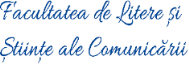 Facultatea de Litere și
Științe ale Comunicării